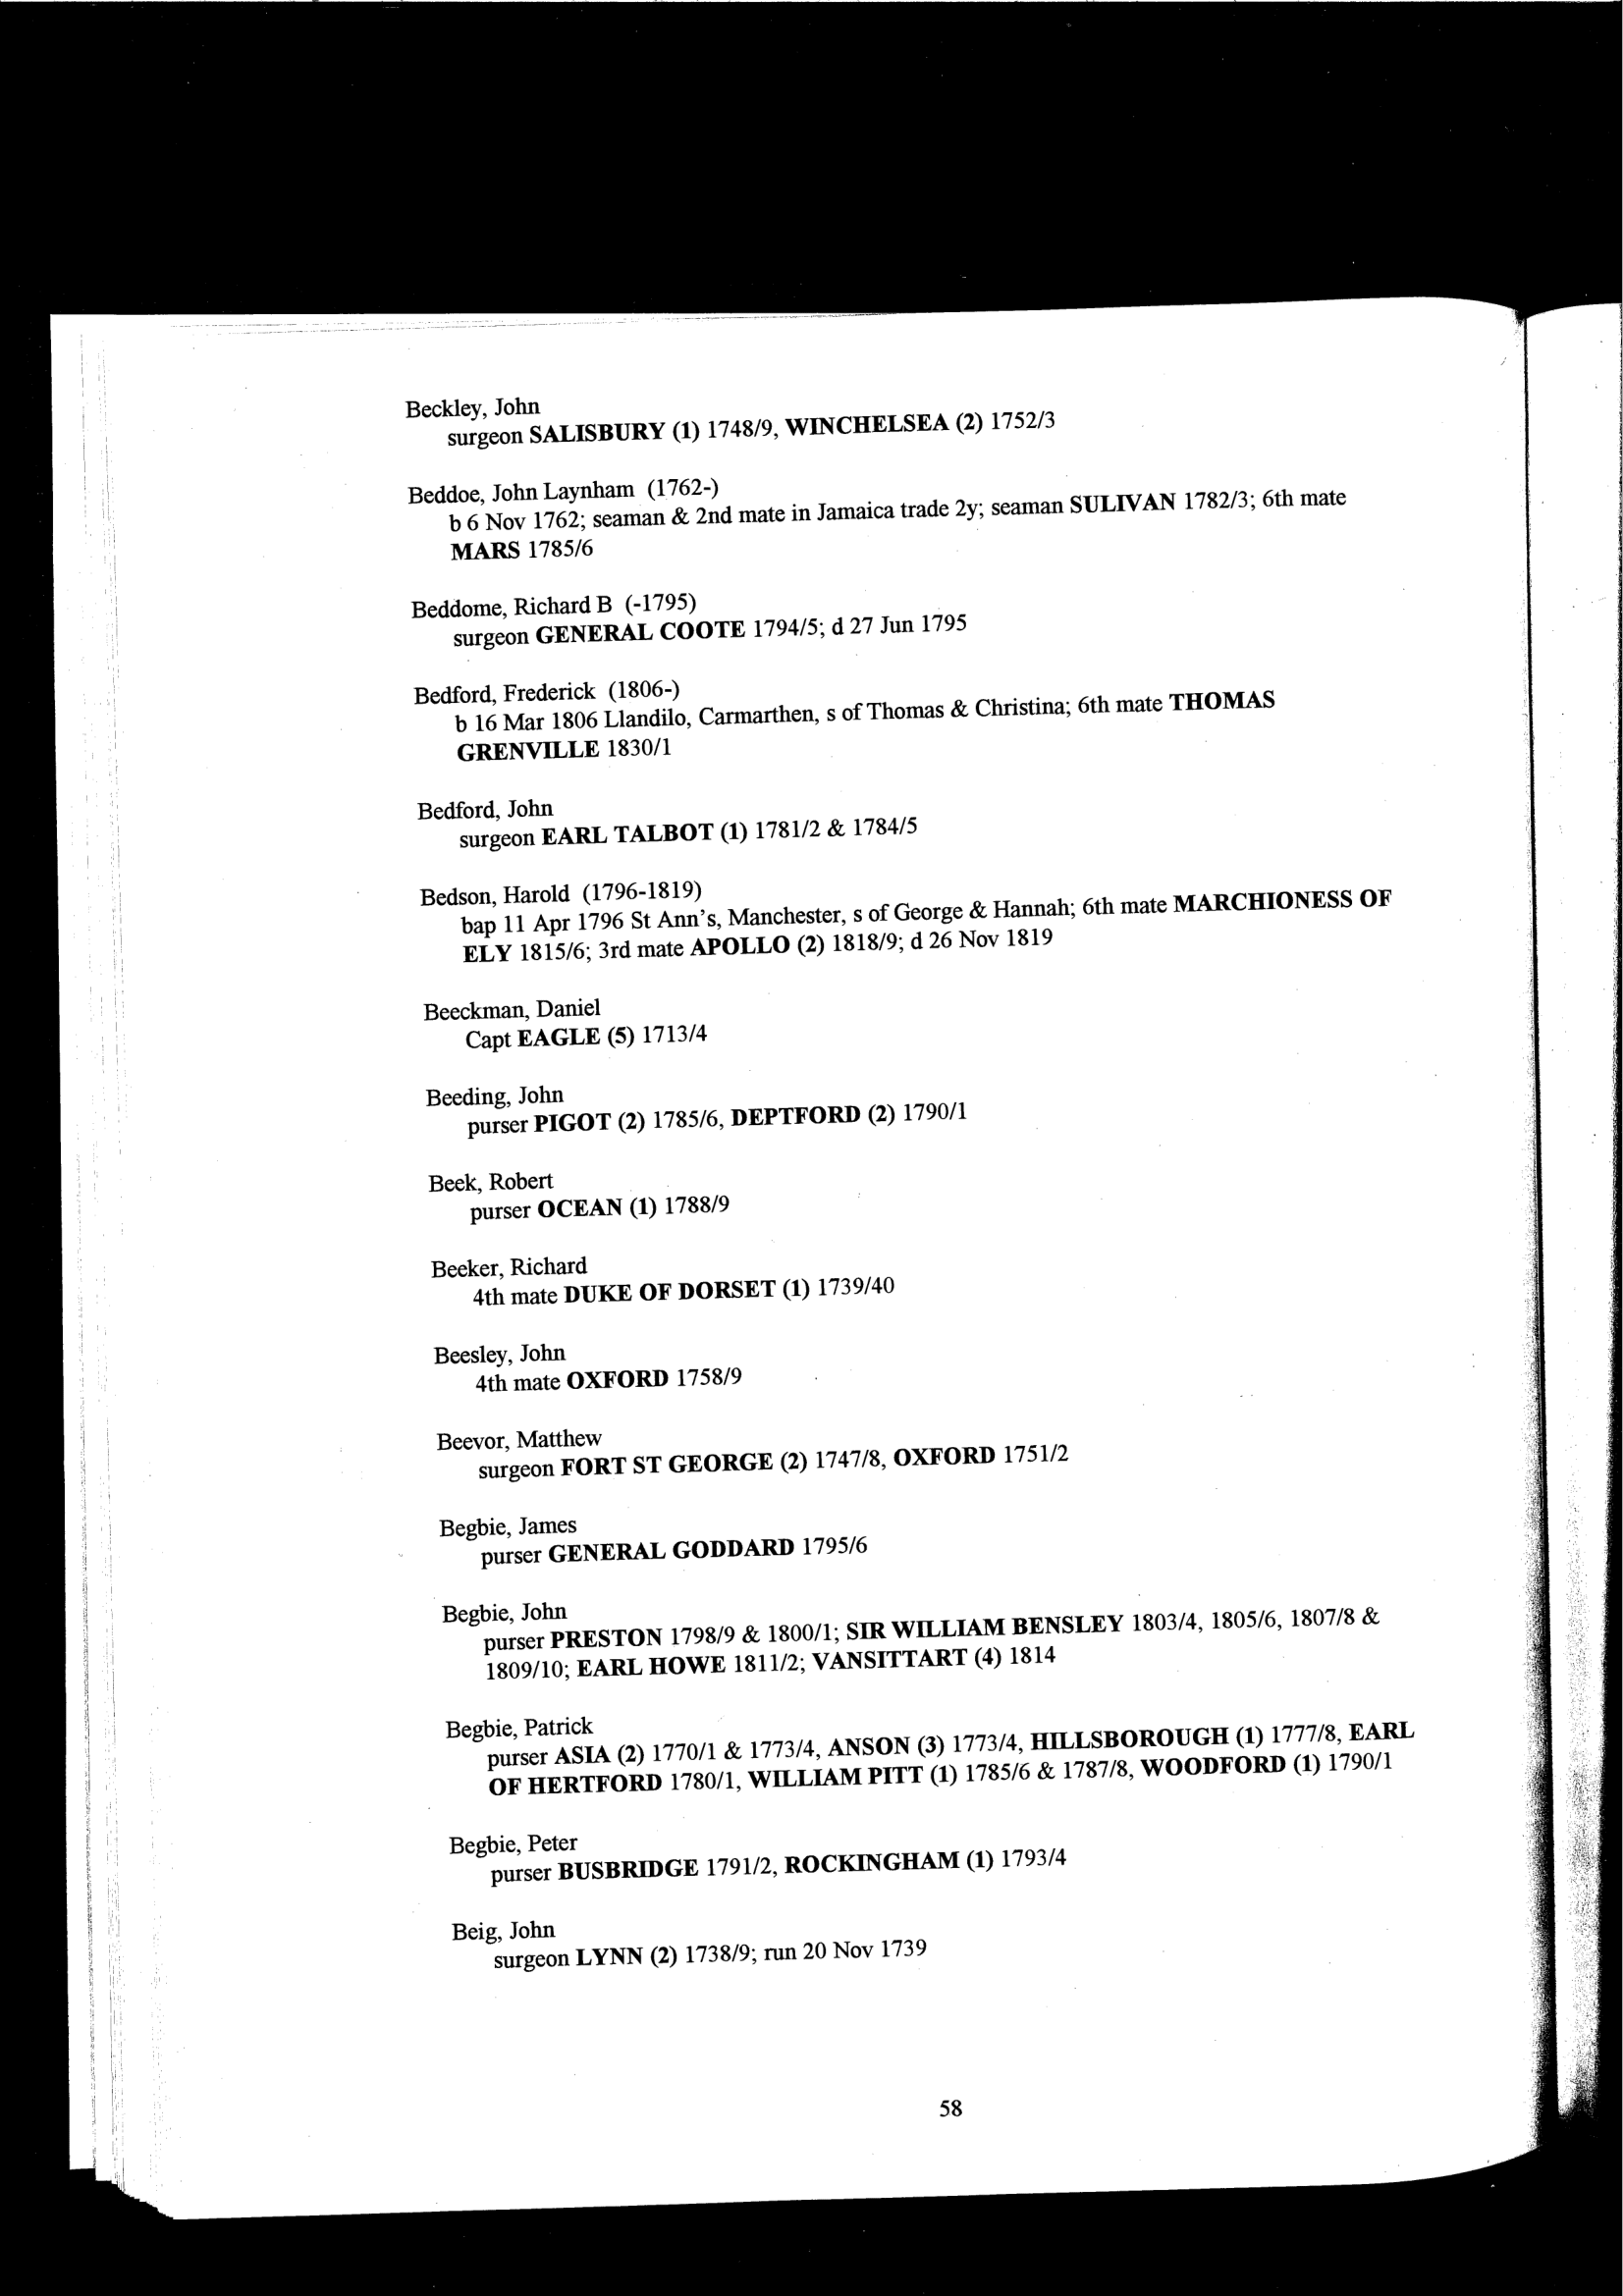 Beckley, John
surgeon SALISBURY (1) 1748/9, WINCHELSEA (2) 1752/3
Beddoe, John Laynham (1762-)
b 6 Nov 1762; seaman & 2nd mate in Jamaica trade 2y; seaman SULIVAN 1782/3; 6th mate
MARS 1785/6
Beddome, Richard B (-1795)
surgeon GENERAL COOTE 1794/5; d 27 Jun 1795
Bedford, Frederick (1806-)
b 16 Mar 1806 Llandilo, Carmarthen, s of Thomas & Christina; 6th mate THOMAS
GRENVILLE 1830/1
Bedford, John
surgeon EARL TALBOT (1) 1781/2 & 1784/5
Bedson, Harold (1796-1819)
bap 11 Apr 1796 St Ann's, Manchester, s of George & Hannah; 6th mate MARCHIONESS OF
ELY 1815/6; 3rd mate APOLLO (2) 1818/9; d 26 Nov 1819
Beeckman, Daniel
Capt EAGLE (5) 1713/4
Beeding, John
purser PIGOT (2) 1785/6, DEPTFORD (2) 1790/1
Beek, Robert
purser OCEAN (1) 1788/9
Beeker, Richard
4th mate DUKE OF DORSET (1) 1739/40
Beesley, John
4th mate OXFORD 1758/9
Beevor, Matthew
surgeon FORT ST GEORGE (2) 1747/8, OXFORD 1751/2
Begbie, James
purser GENERAL GODDARD 1795/6
Begbie, John
purser PRESTON 1798/9 & 1800/1; SIR WILLIAM BENSLEY 1803/4, 1805/6, 1807/8 &
1809/10; EARL HOWE 1811/2; VANSITTART (4) 1814
Begbie, Patrick
purser ASIA (2) 1770/1 & 1773/4, ANSON (3) 1773/4, HILLSBOROUGH (1) 1777/8, EARL
OF HERTFORD 1780/1, WILLIAM PITT (1) 1785/6 & 1787/8, WOODFORD (1) 1790/1
Begbie, Peter
purser BUSBRIDGE 1791/2, ROCKINGHAM (1) 1793/4
Beig, John
surgeon LYNN (2) 1738/9; run 20 Nov 1739
58